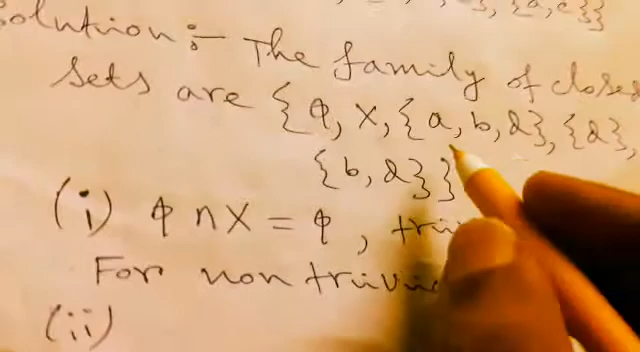 }, {a,c}}
Solution :- The family of closed
sets are {φ, X, {a, b, d}, {d},
{b, d}}
(i) φ ∩ X = φ, 
For non
(ii)